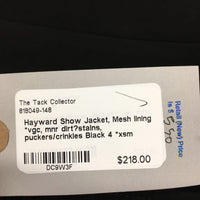 The Tack Collector
818049-148
Hayward Show Jacket, Mesh lining
*vgc, mnr dirt?stains,
puckers/crinkles Black 4 *xsm
$218.00
DC9W3F
Retail (New) Price
is $ 590